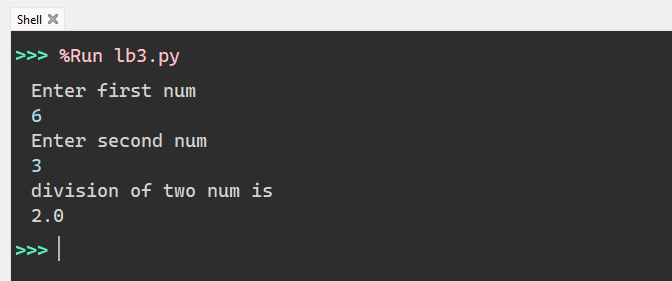 Shell
>>> %Run lb3.py
Enter first num
6
Enter second num
3
division of two num is
2.0
>>>